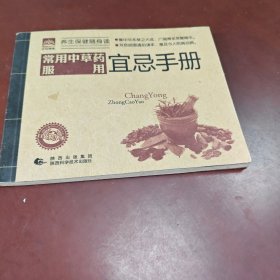 养生保健随身读
常用中草药
服用
宜忌手册
ChangYong
ZhongCaoYao
陕西出版集团
陕西科学技术出版社